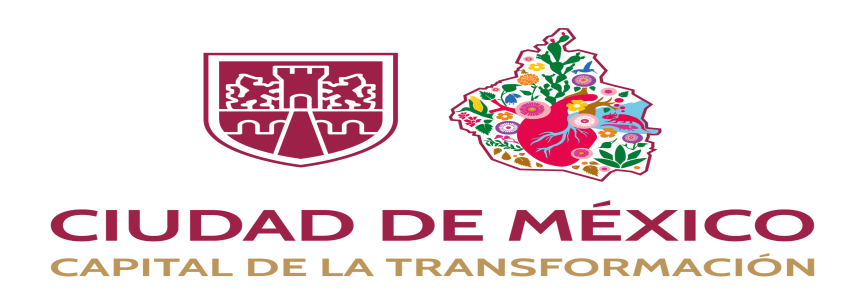 CIUDAD DE MÉXICO
CAPITAL DE LA TRANSFORMACIÓN